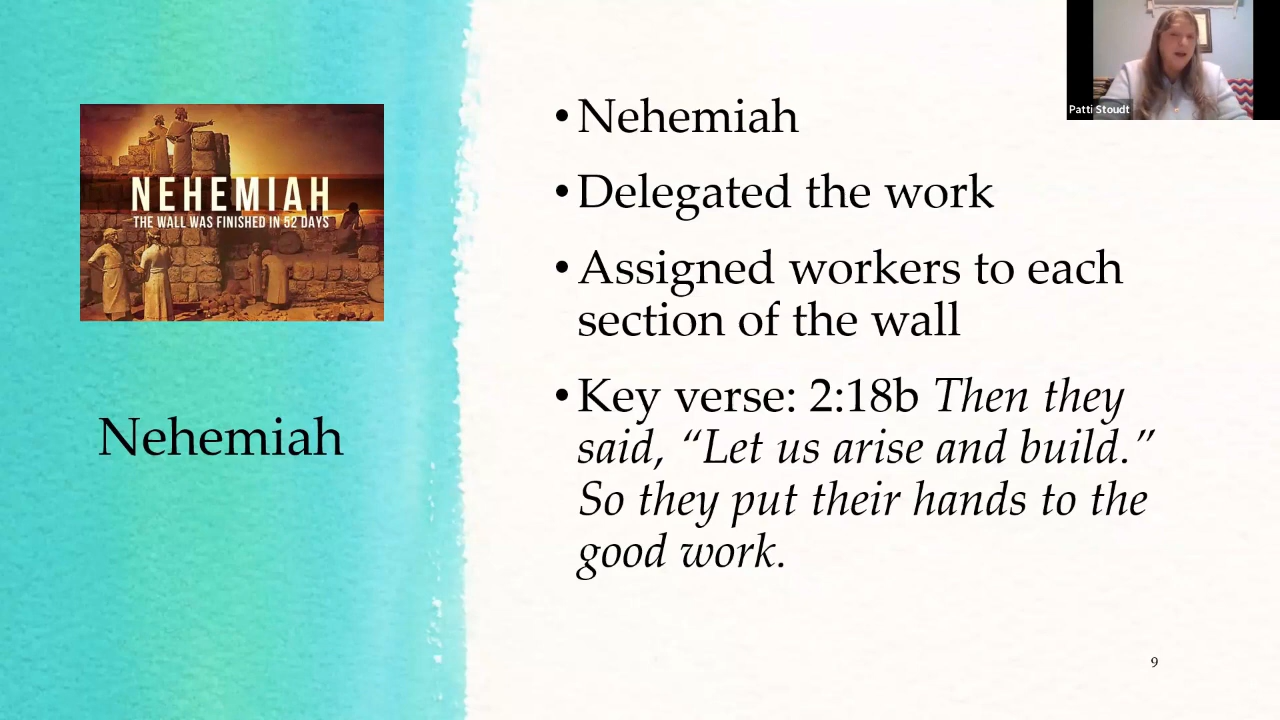 NEHEMIAH
THE WALL WAS FINISHED IN 52 DAYS
Nehemiah
• Nehemiah
• Delegated the work
• Assigned workers to each
section of the wall
• Key verse: 2:18b Then they
said, “Let us arise and build.”
So they put their hands to the
good work.
Patti Stoudt
9